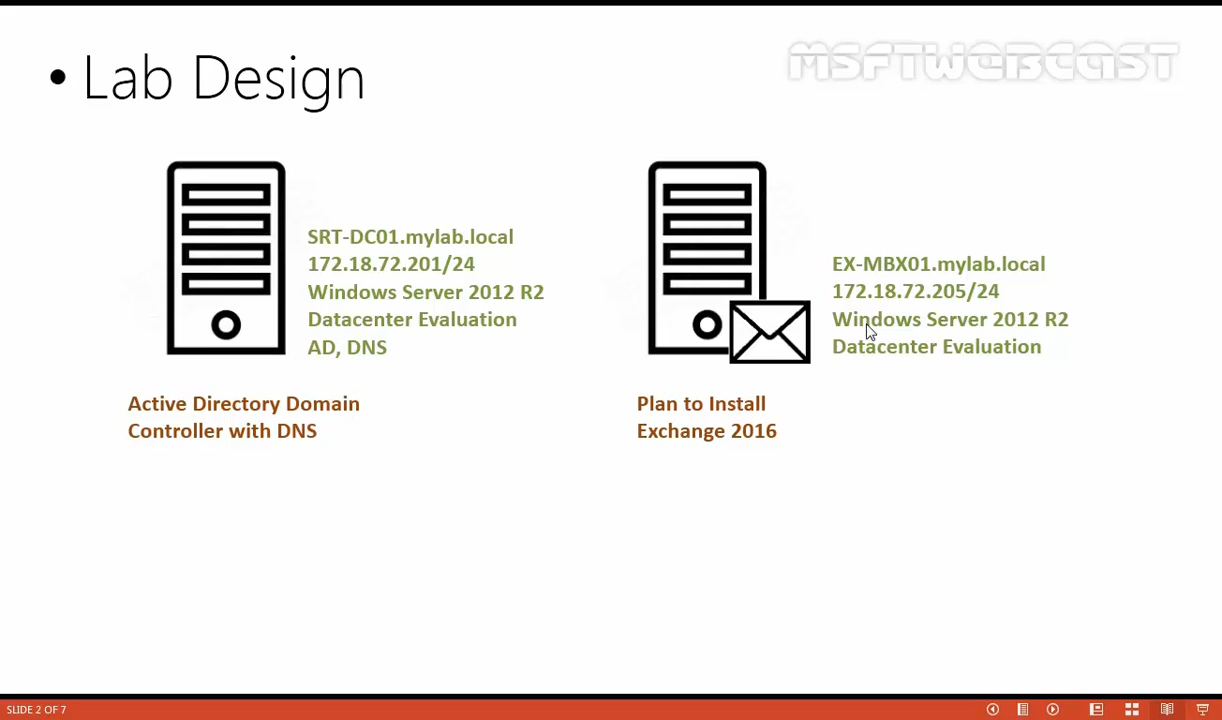 • Lab Design
MSFTWEBCAST
SRT-DC01.mylab.local
172.18.72.201/24
Windows Server 2012 R2
Datacenter Evaluation
AD, DNS
Active Directory Domain
Controller with DNS
EX-MBX01.mylab.local
172.18.72.205/24
Windows Server 2012 R2
Datacenter Evaluation
Plan to Install
Exchange 2016
SLIDE 2 OF 7